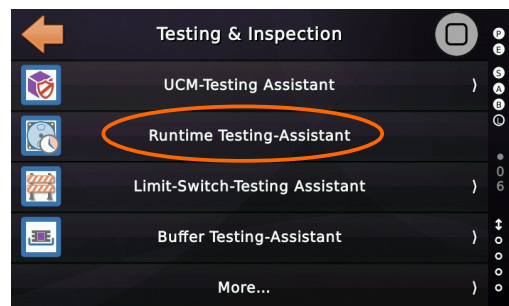 Testing & Inspection
UCM-Testing Assistant ⟩
Runtime Testing-Assistant
Limit-Switch-Testing Assistant ⟩
Buffer Testing-Assistant ⟩
More... ⟩
P
E
S
A
B
L
0
6